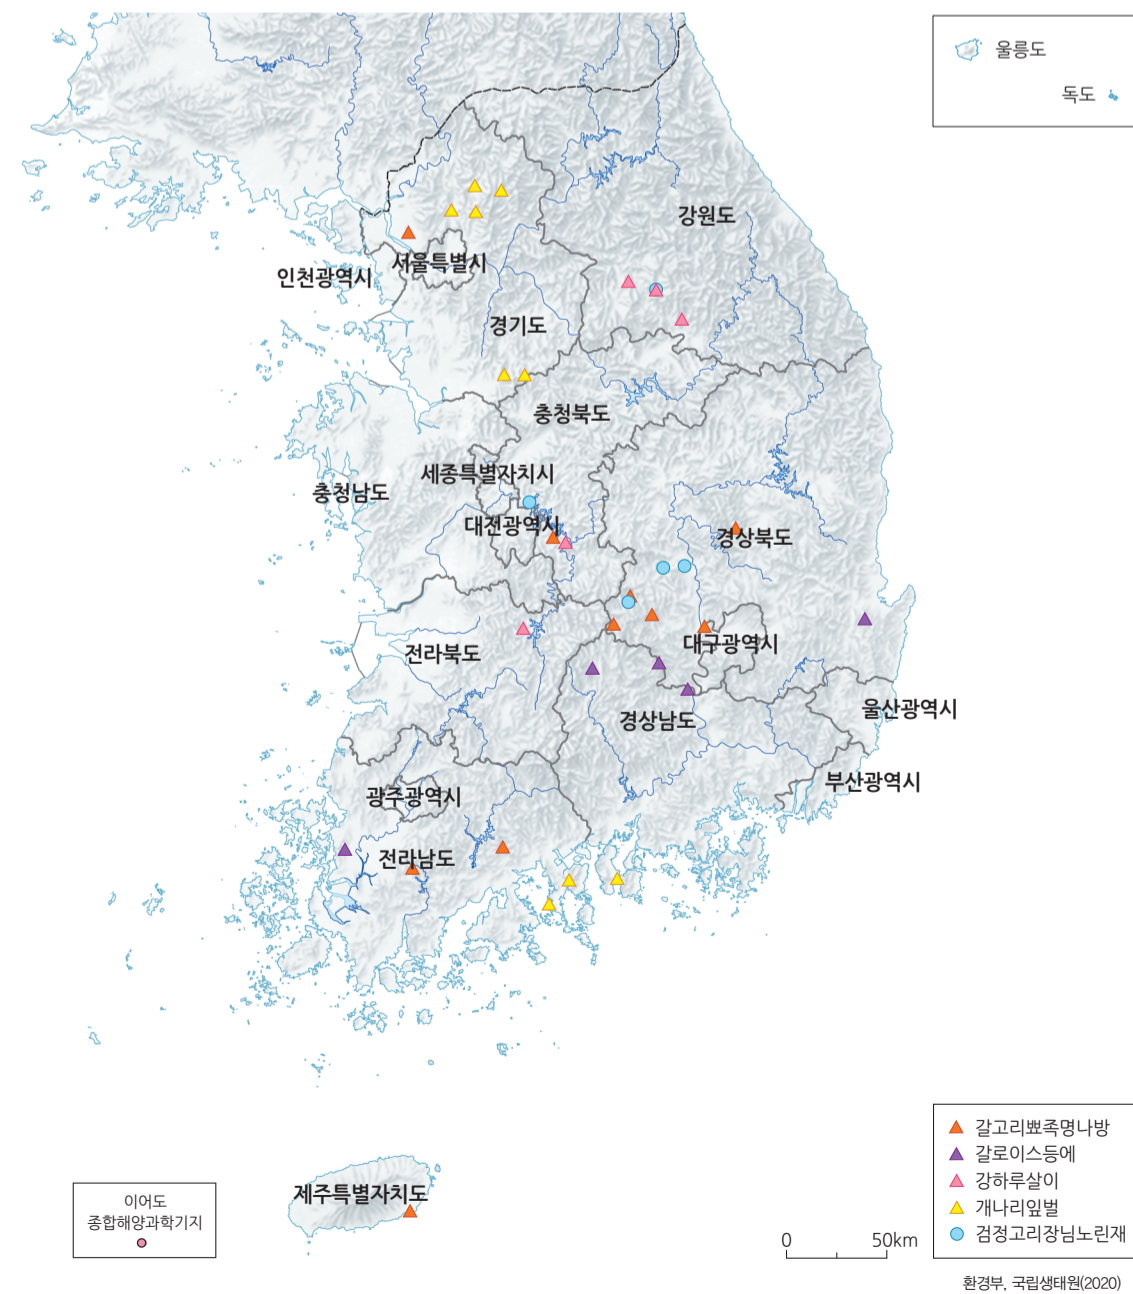 울릉도
독도
강원도
서울특별시
인천광역시
경기도
충청북도
세종특별자치시
충청남도
대전광역시
경상북도
대구광역시
전라북도
울산광역시
경상남도
부산광역시
광주광역시
전라남도
제주특별자치도
이어도
종합해양과학기지
갈고리뾰족명나방
갈로이스등에
강하루살이
개나리잎벌
검정고리장님노린재
0 50km
환경부, 국립생태원(2020)